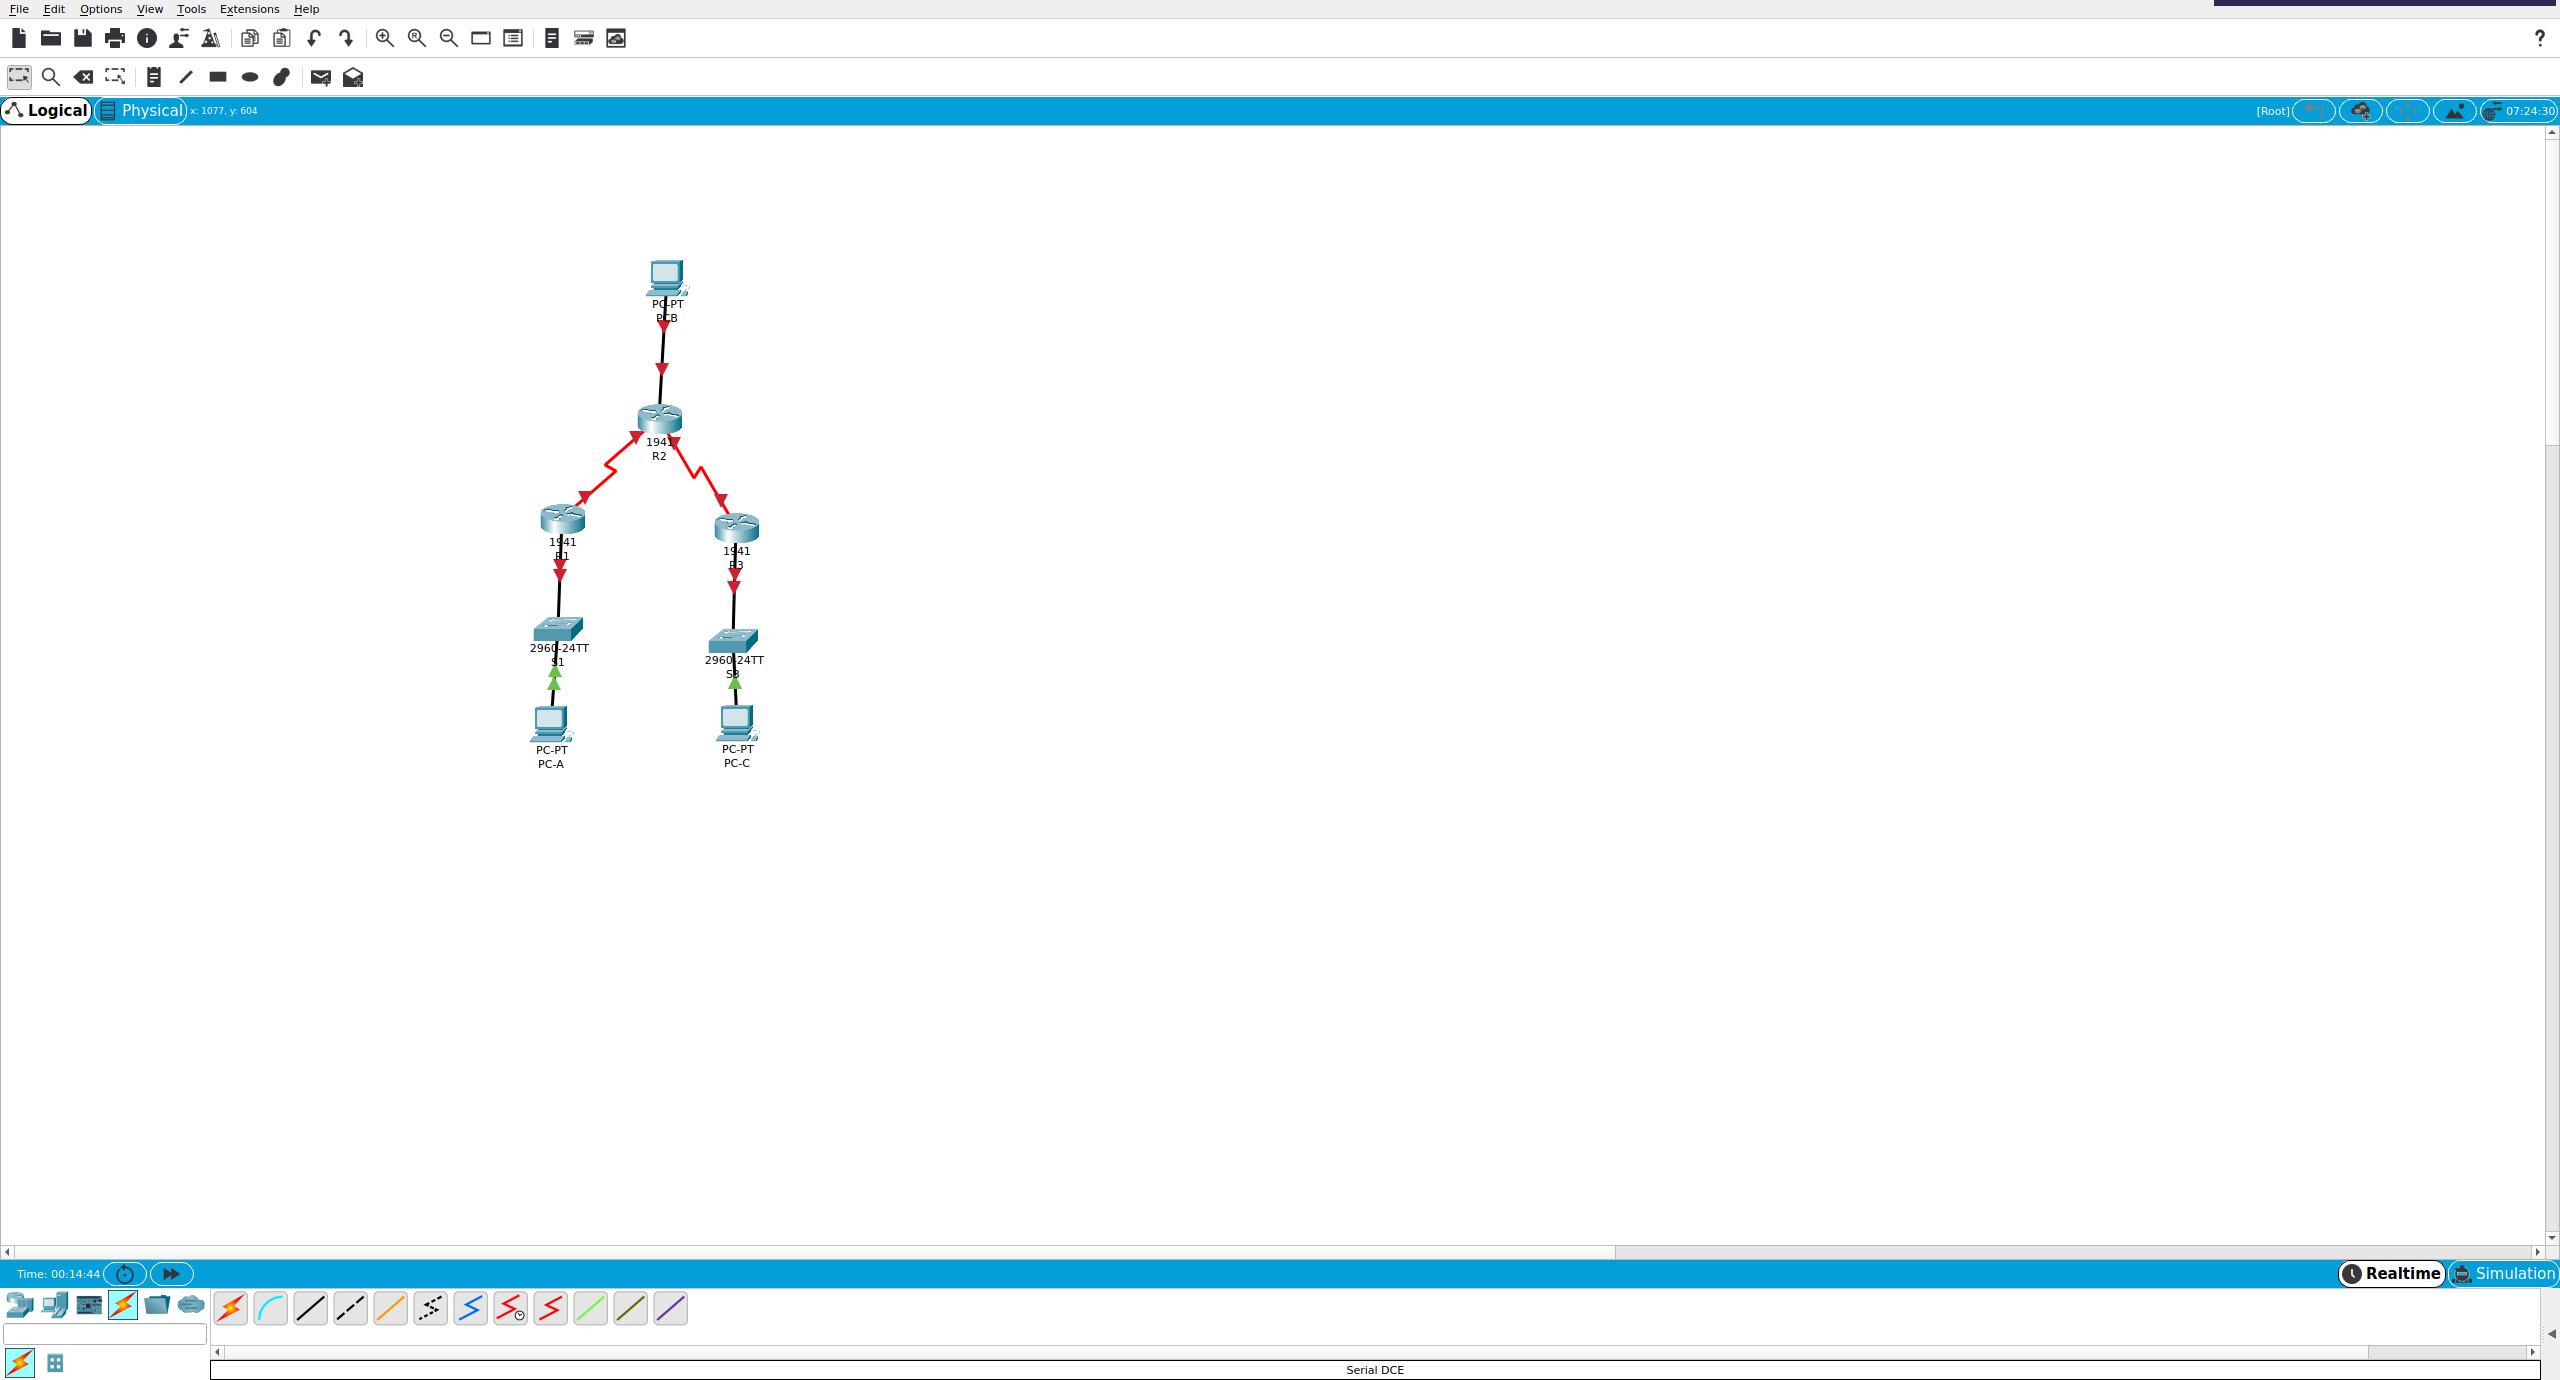 File Edit Options View Tools Extensions Help
Logical Physical x: 1077, y: 604 [Root] 07:24:30
PC-PT
PCB
1941
R2
1941
R1
1941
R3
2960-24TT
S1
2960-24TT
S3
PC-PT
PC-A
PC-PT
PC-C
Time: 00:14:44 Realtime Simulation
Serial DCE